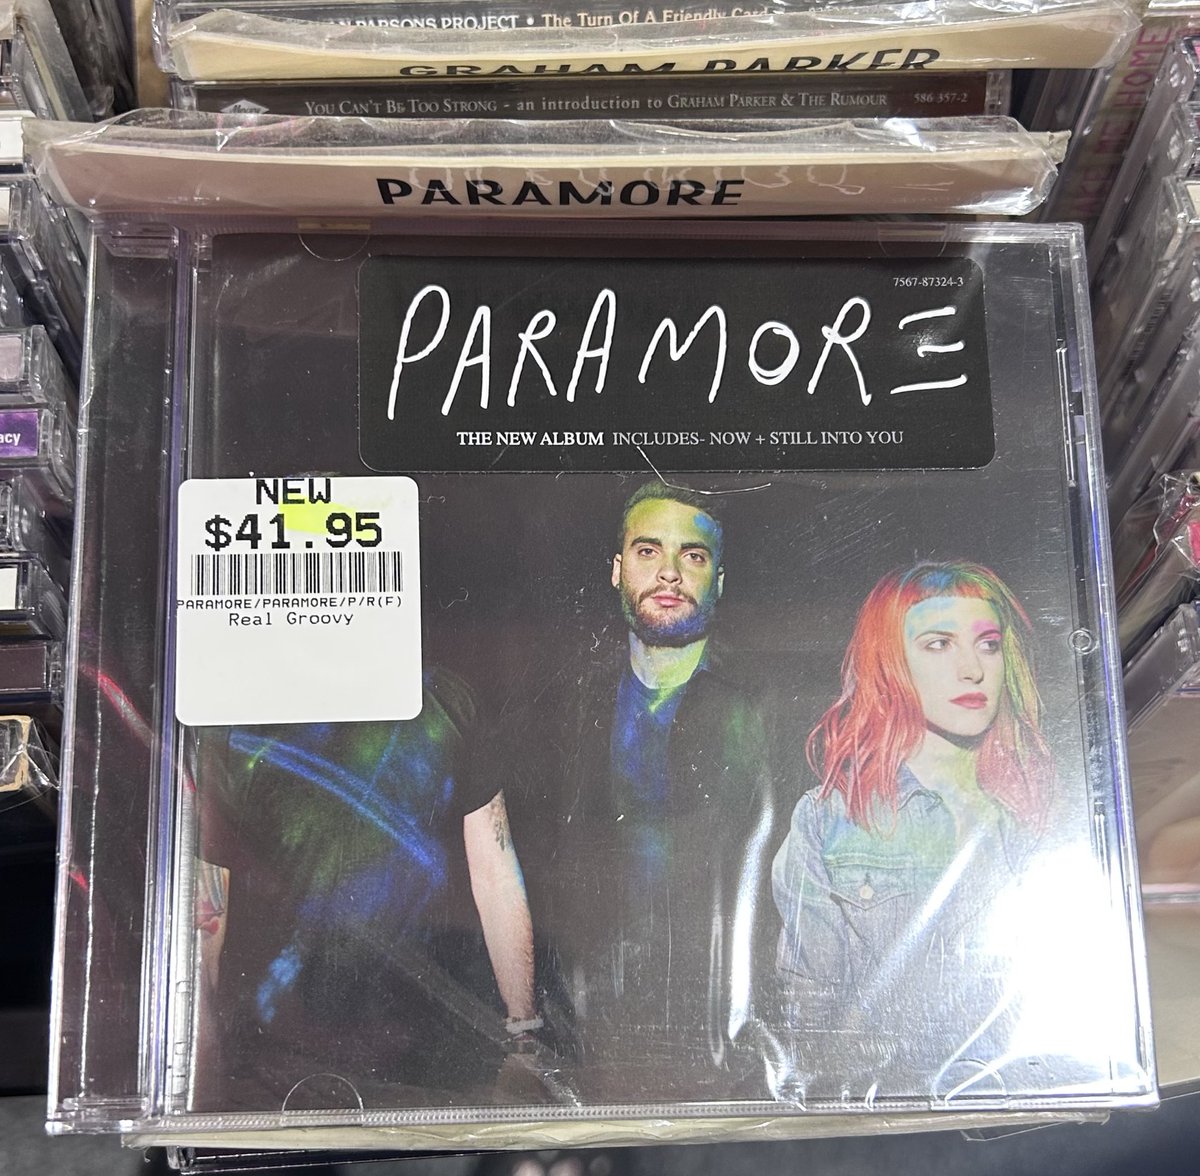 PARSONS PROJECT • The Turn Of A Friendly Card
GRAHAM PARKER
YOU CAN'T BE TOO STRONG - an introduction to GRAHAM PARKER & THE RUMOUR 586 357-2
PARAMORE
7567-87324-3
PARAMORE
THE NEW ALBUM INCLUDES- NOW + STILL INTO YOU
acy
NEW
$41.95
PARAMORE/PARAMORE/P/R(F)
Real Groovy